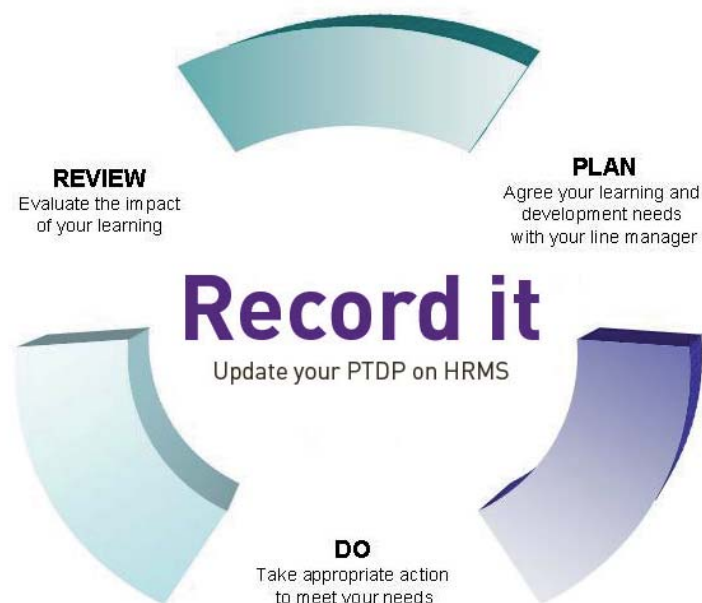 REVIEW
Evaluate the impact
of your learning
PLAN
Agree your learning and
development needs
with your line manager
Record it
Update your PTDP on HRMS
DO
Take appropriate action
to meet your needs